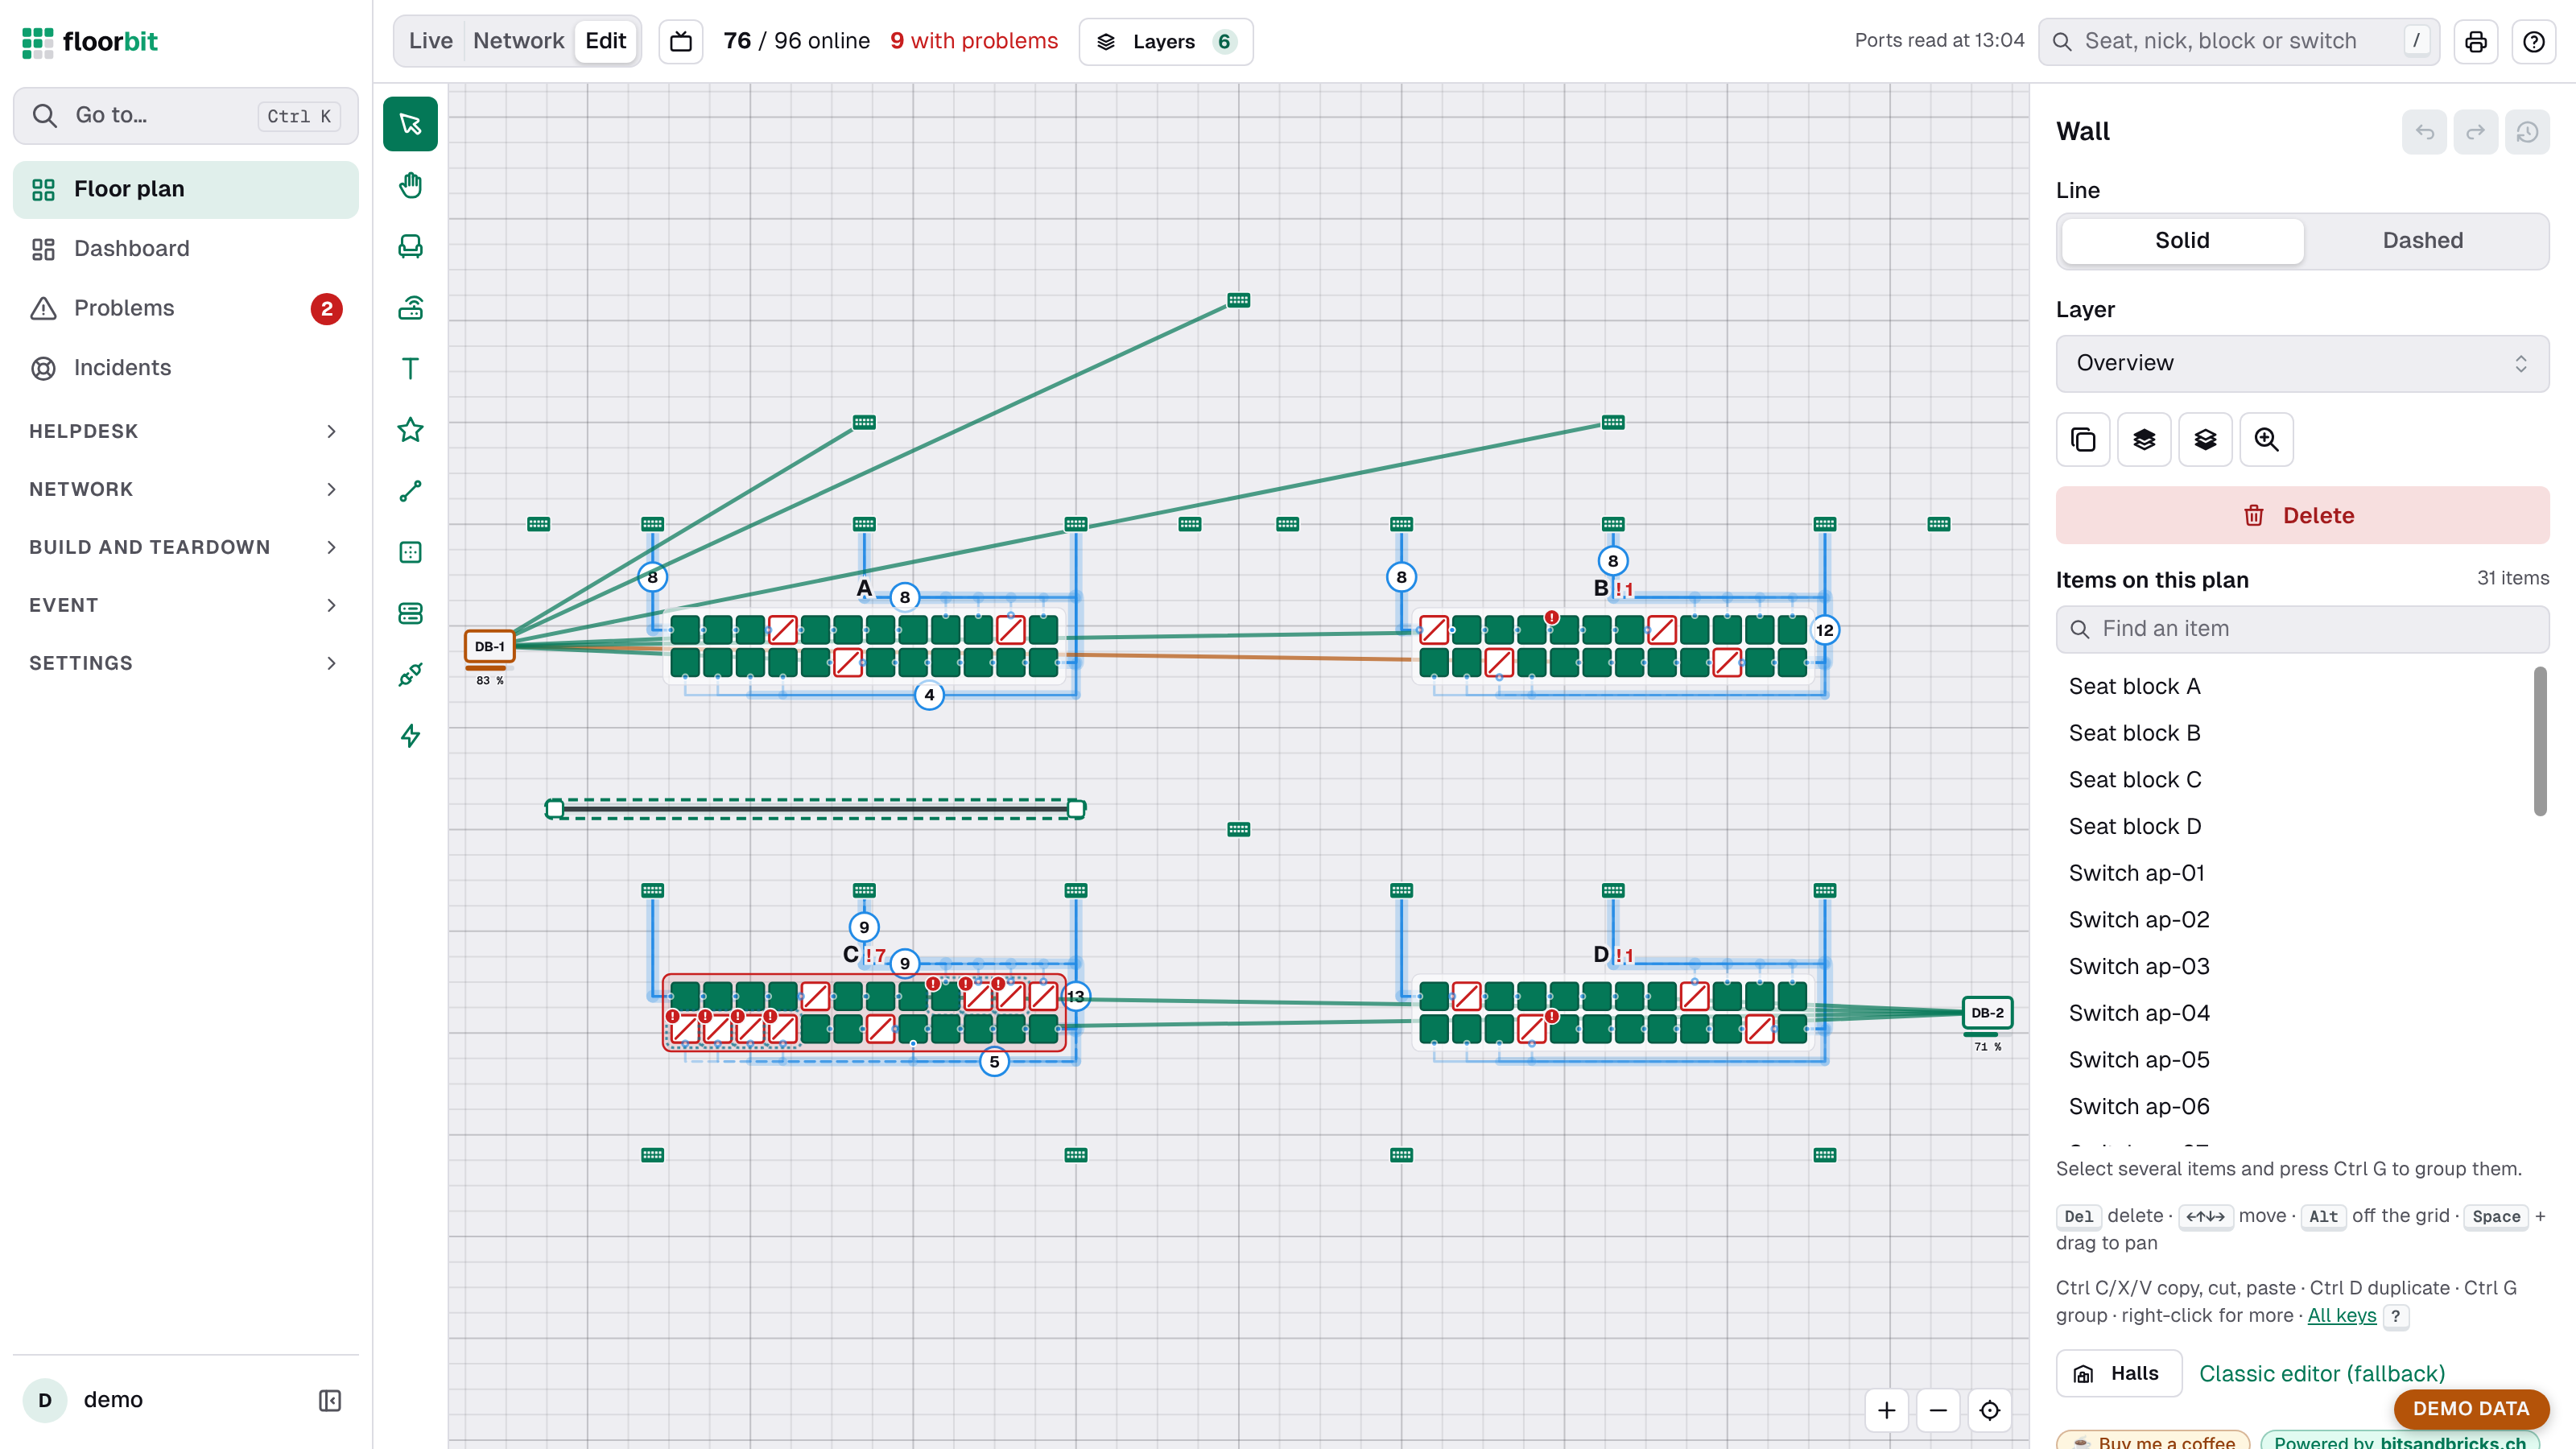 floorbit
Live Network Edit
76 / 96 online 9 with problems
Layers 6
Ports read at 13:04
Seat, nick, block or switch /
Go to... Ctrl K
Floor plan
Dashboard
Problems 2
Incidents
HELPDESK
NETWORK
BUILD AND TEARDOWN
EVENT
SETTINGS
D demo
8
A 8
8
8
B !1
DB-1
83 %
12
4
9
C !7 9
D !1
13
DB-2
71 %
5
Wall
Line
Solid Dashed
Layer
Overview
Delete
Items on this plan 31 items
Find an item
Seat block A
Seat block B
Seat block C
Seat block D
Switch ap-01
Switch ap-02
Switch ap-03
Switch ap-04
Switch ap-05
Switch ap-06
Select several items and press Ctrl G to group them.
Del delete · ←↑↓→ move · Alt off the grid · Space +
drag to pan
Ctrl C/X/V copy, cut, paste · Ctrl D duplicate · Ctrl G
group · right-click for more · All keys ?
Halls Classic editor (fallback)
DEMO DATA
Buy me a coffee Powered by bitsandbricks.ch